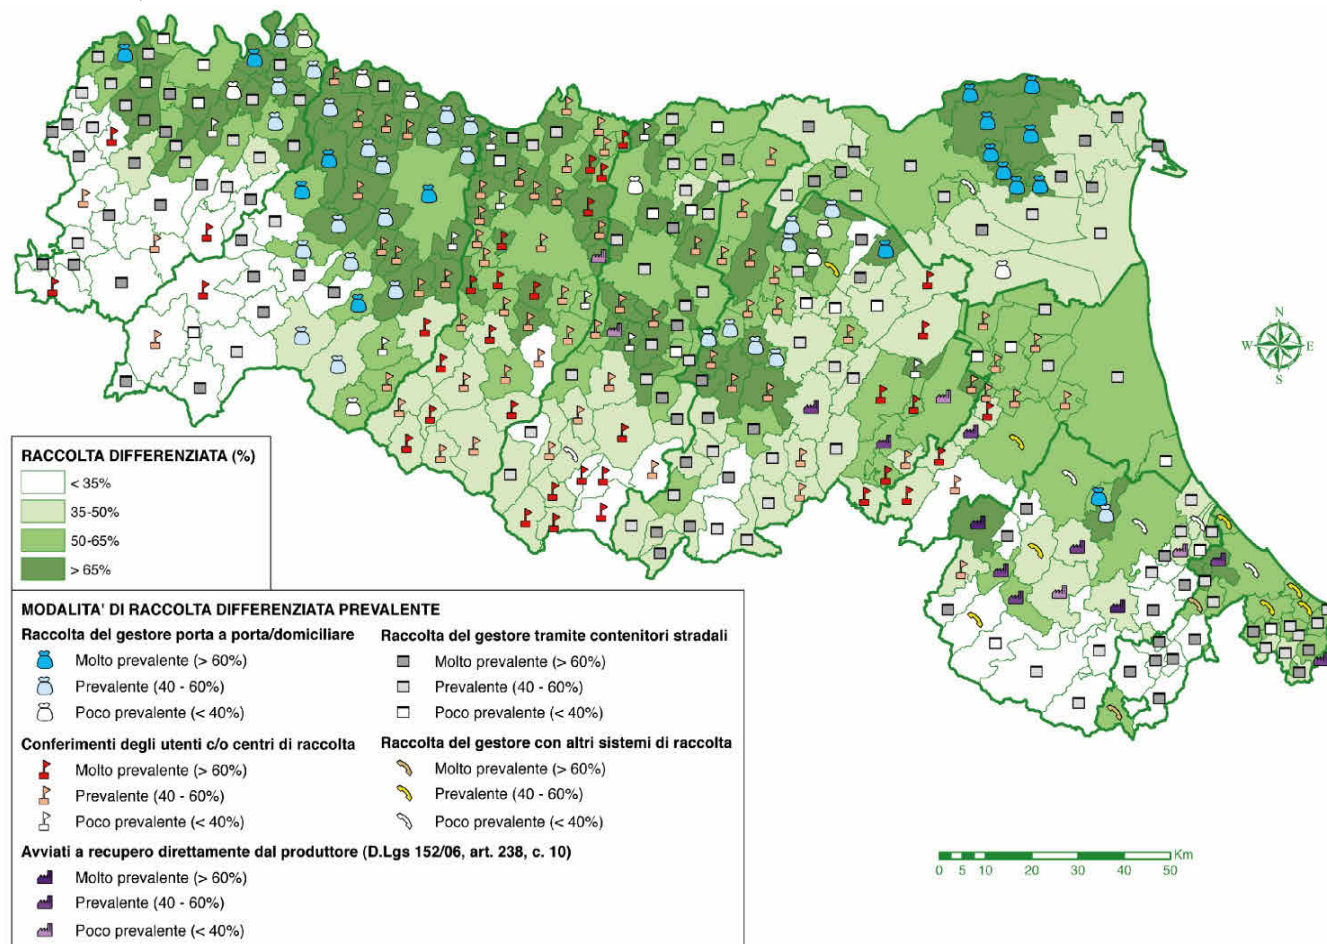 N
W E
S
RACCOLTA DIFFERENZIATA (%)
< 35%
35-50%
50-65%
> 65%
MODALITA' DI RACCOLTA DIFFERENZIATA PREVALENTE
Raccolta del gestore porta a porta/domiciliare
Molto prevalente (> 60%)
Prevalente (40 - 60%)
Poco prevalente (< 40%)
Conferimenti degli utenti c/o centri di raccolta
Molto prevalente (> 60%)
Prevalente (40 - 60%)
Poco prevalente (< 40%)
Avviati a recupero direttamente dal produttore (D.Lgs 152/06, art. 238, c. 10)
Molto prevalente (> 60%)
Prevalente (40 - 60%)
Poco prevalente (< 40%)
Raccolta del gestore tramite contenitori stradali
Molto prevalente (> 60%)
Prevalente (40 - 60%)
Poco prevalente (< 40%)
Raccolta del gestore con altri sistemi di raccolta
Molto prevalente (> 60%)
Prevalente (40 - 60%)
Poco prevalente (< 40%)
Km
0 5 10 20 30 40 50